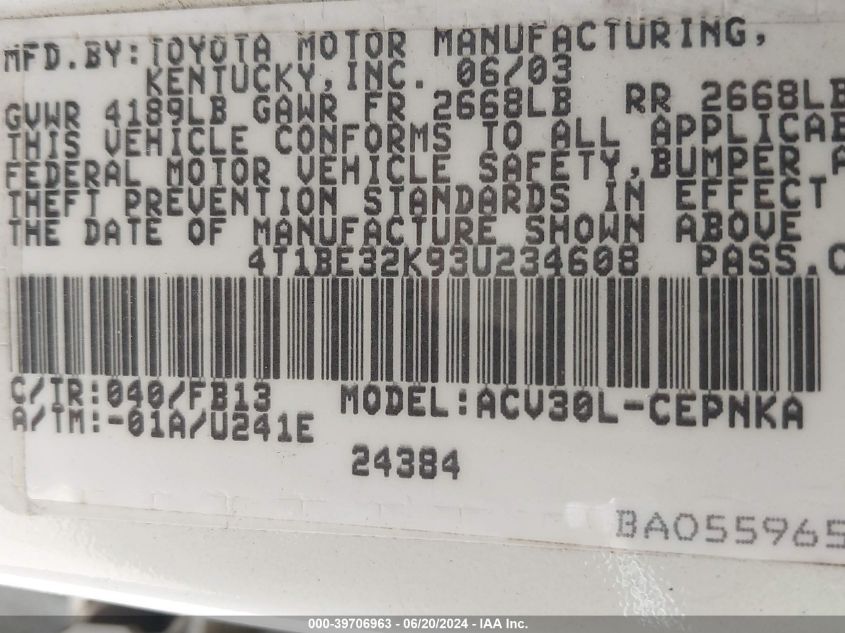 MFD.BY:TOYOTA MOTOR MANUFACTURING,
KENTUCKY,INC. 06/03
GVWR 4189LB GAWR FR 2668LB RR 2668LB
THIS VEHICLE CONFORMS TO ALL APPLICAB
FEDERAL MOTOR VEHICLE SAFETY,BUMPER A
THEFT PREVENTION STANDARDS IN EFFECT
THE DATE OF MANUFACTURE SHOWN ABOVE
4T1BE32K93U234608 PASS.C
C/TR:040/FB13 MODEL:ACV30L-CEPNKA
A/TM:-01A/U241E
24384
BA055965
000-39706963 - 06/20/2024 - IAA Inc.